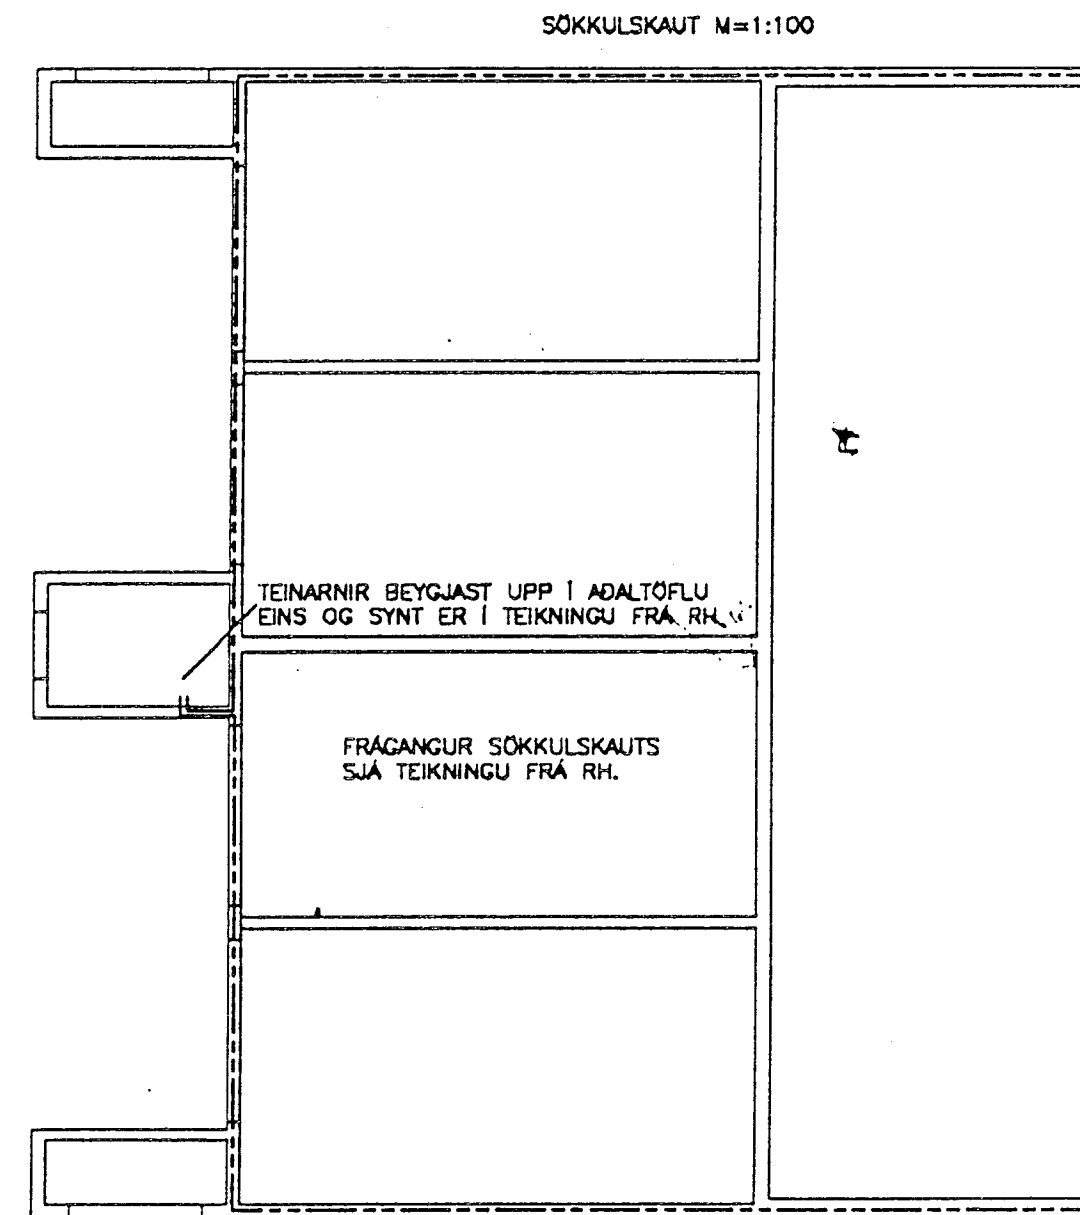 SÖKKULSKAUT M=1:100
TEINARNIR BEYGJAST UPP Í AÐALTÖFLU
EINS OG SYNT ER Í TEIKNINGU FRÁ RH.
FRÁGANGUR SÖKKULSKAUTS
SJÁ TEIKNINGU FRÁ RH.